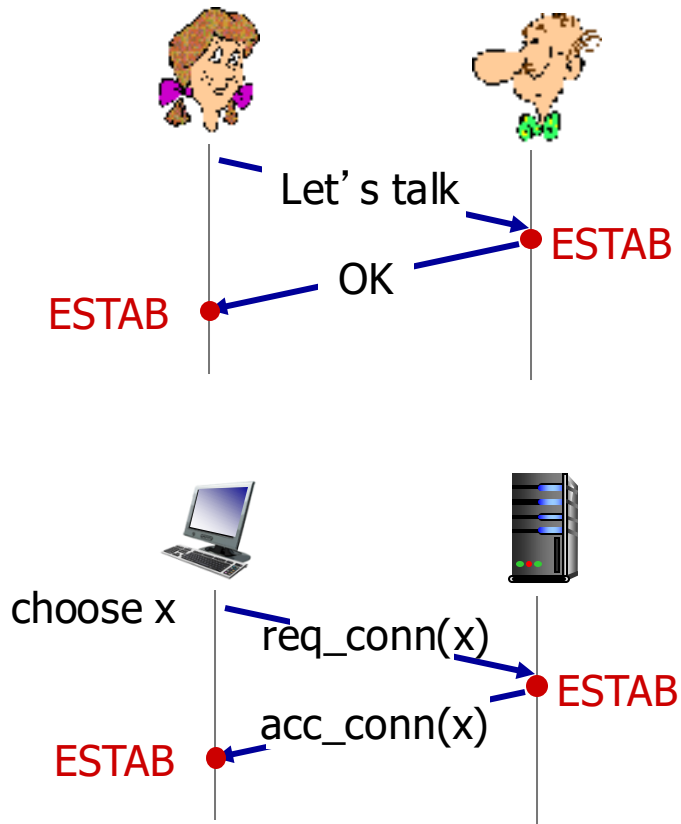 Let’ s talk
ESTAB
OK
ESTAB
choose x
req_conn(x)
ESTAB
acc_conn(x)
ESTAB